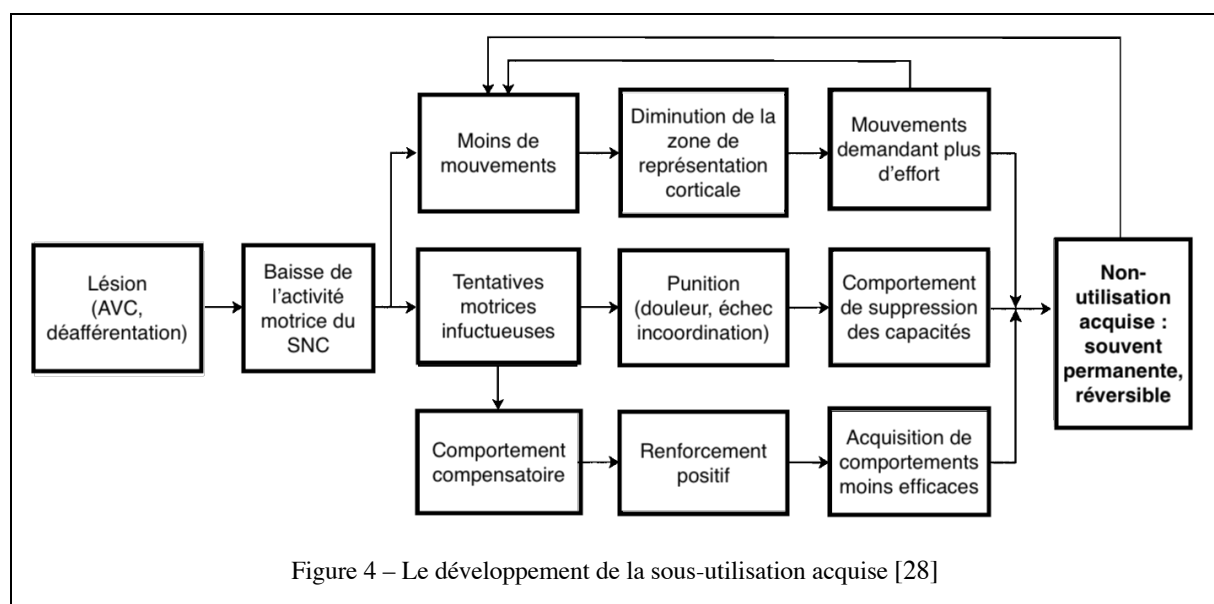 Moins de
mouvements
Diminution de la
zone de
représentation
corticale
Mouvements
demandant plus
d'effort
Lésion
(AVC,
déafférentation)
Baisse de
l'activité
motrice du
SNC
Tentatives
motrices
infuctueuses
Punition
(douleur, échec
incoordination)
Comportement
de suppression
des capacités
Non-
utilisation
acquise :
souvent
permanente,
réversible
Comportement
compensatoire
Renforcement
positif
Acquisition de
comportements
moins efficaces
Figure 4 – Le développement de la sous-utilisation acquise [28]